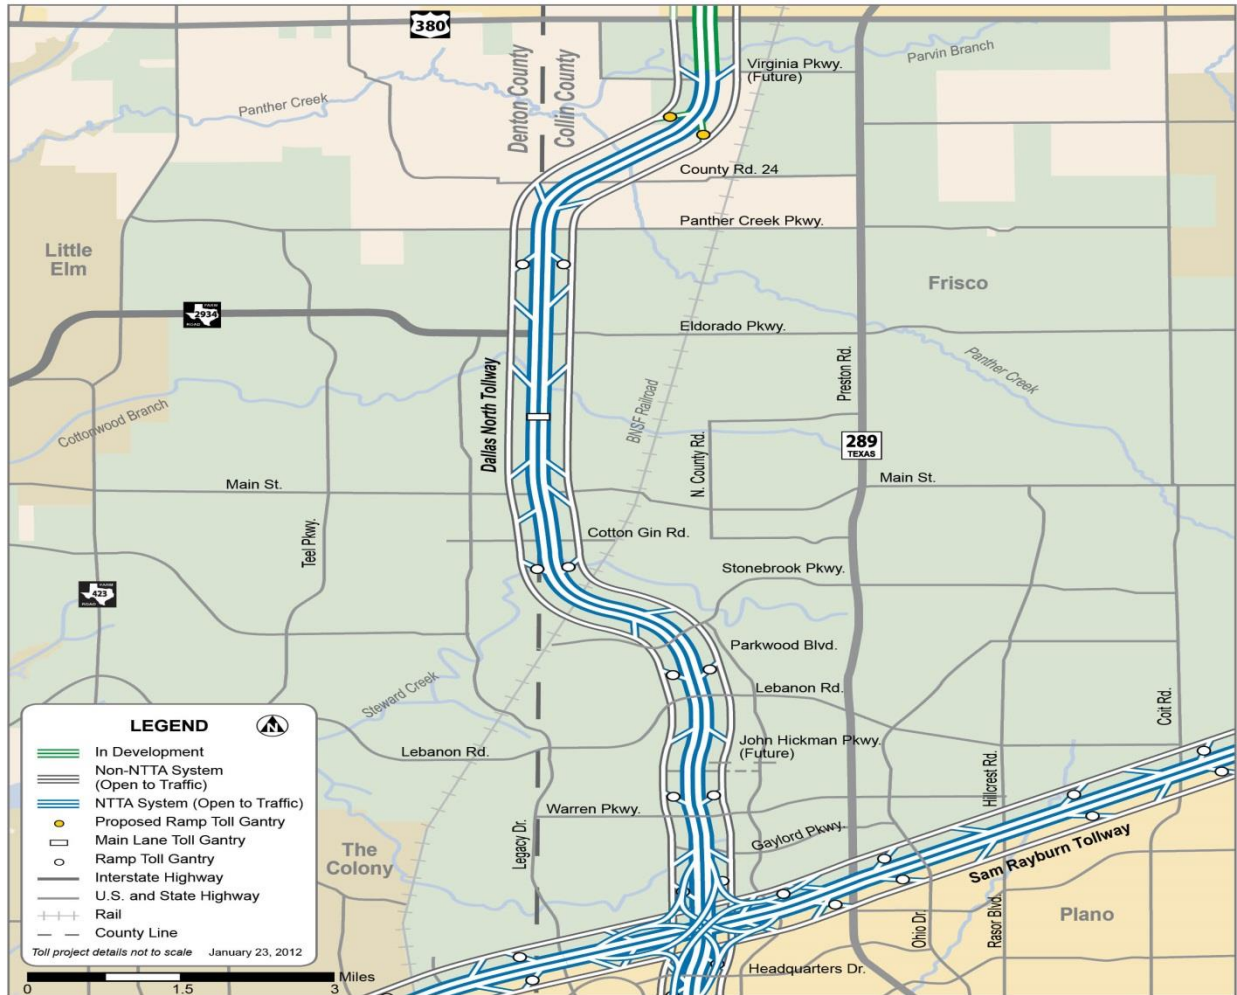 380
Denton County
Collin County
Virginia Pkwy.
(Future)
Parvin Branch
Panther Creek
County Rd. 24
Panther Creek Pkwy.
Little
Elm
Frisco
FARM
2934
ROAD
Eldorado Pkwy.
Panther Creek
Preston Rd.
Dallas North Tollway
BNSF Railroad
Cottonwood Branch
N. County Rd.
289
TEXAS
Main St.
Main St.
Teel Pkwy.
Cotton Gin Rd.
Stonebrook Pkwy.
FARM
423
ROAD
Parkwood Blvd.
Lebanon Rd.
Steward Creek
Coit Rd.
Lebanon Rd.
John Hickman Pkwy.
(Future)
Hillcrest Rd.
Warren Pkwy.
Legacy Dr.
Gaylord Pkwy.
The
Colony
Sam Rayburn Tollway
Plano
Ohio Dr.
Rasor Blvd.
Headquarters Dr.
LEGEND
N
In Development
Non-NTTA System
(Open to Traffic)
NTTA System (Open to Traffic)
Proposed Ramp Toll Gantry
Main Lane Toll Gantry
Ramp Toll Gantry
Interstate Highway
U.S. and State Highway
Rail
County Line
Toll project details not to scale January 23, 2012
Miles
0 1.5 3